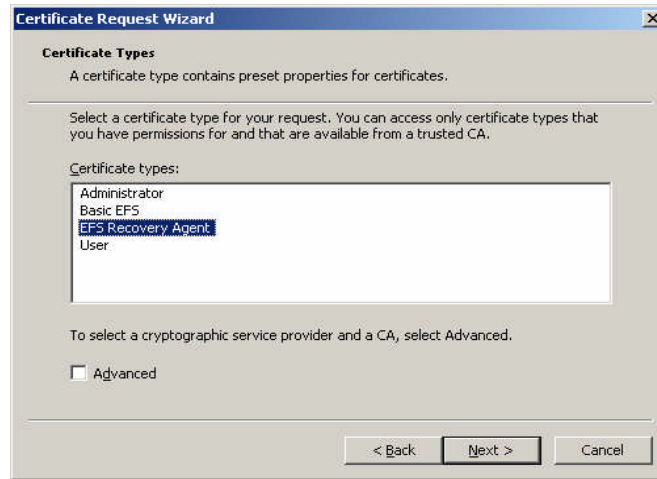 Certificate Request Wizard
Certificate Types
A certificate type contains preset properties for certificates.
Select a certificate type for your request. You can access only certificate types that
you have permissions for and that are available from a trusted CA.
Certificate types:
Administrator
Basic EFS
EFS Recovery Agent
User
To select a cryptographic service provider and a CA, select Advanced.
Advanced
< Back Next > Cancel